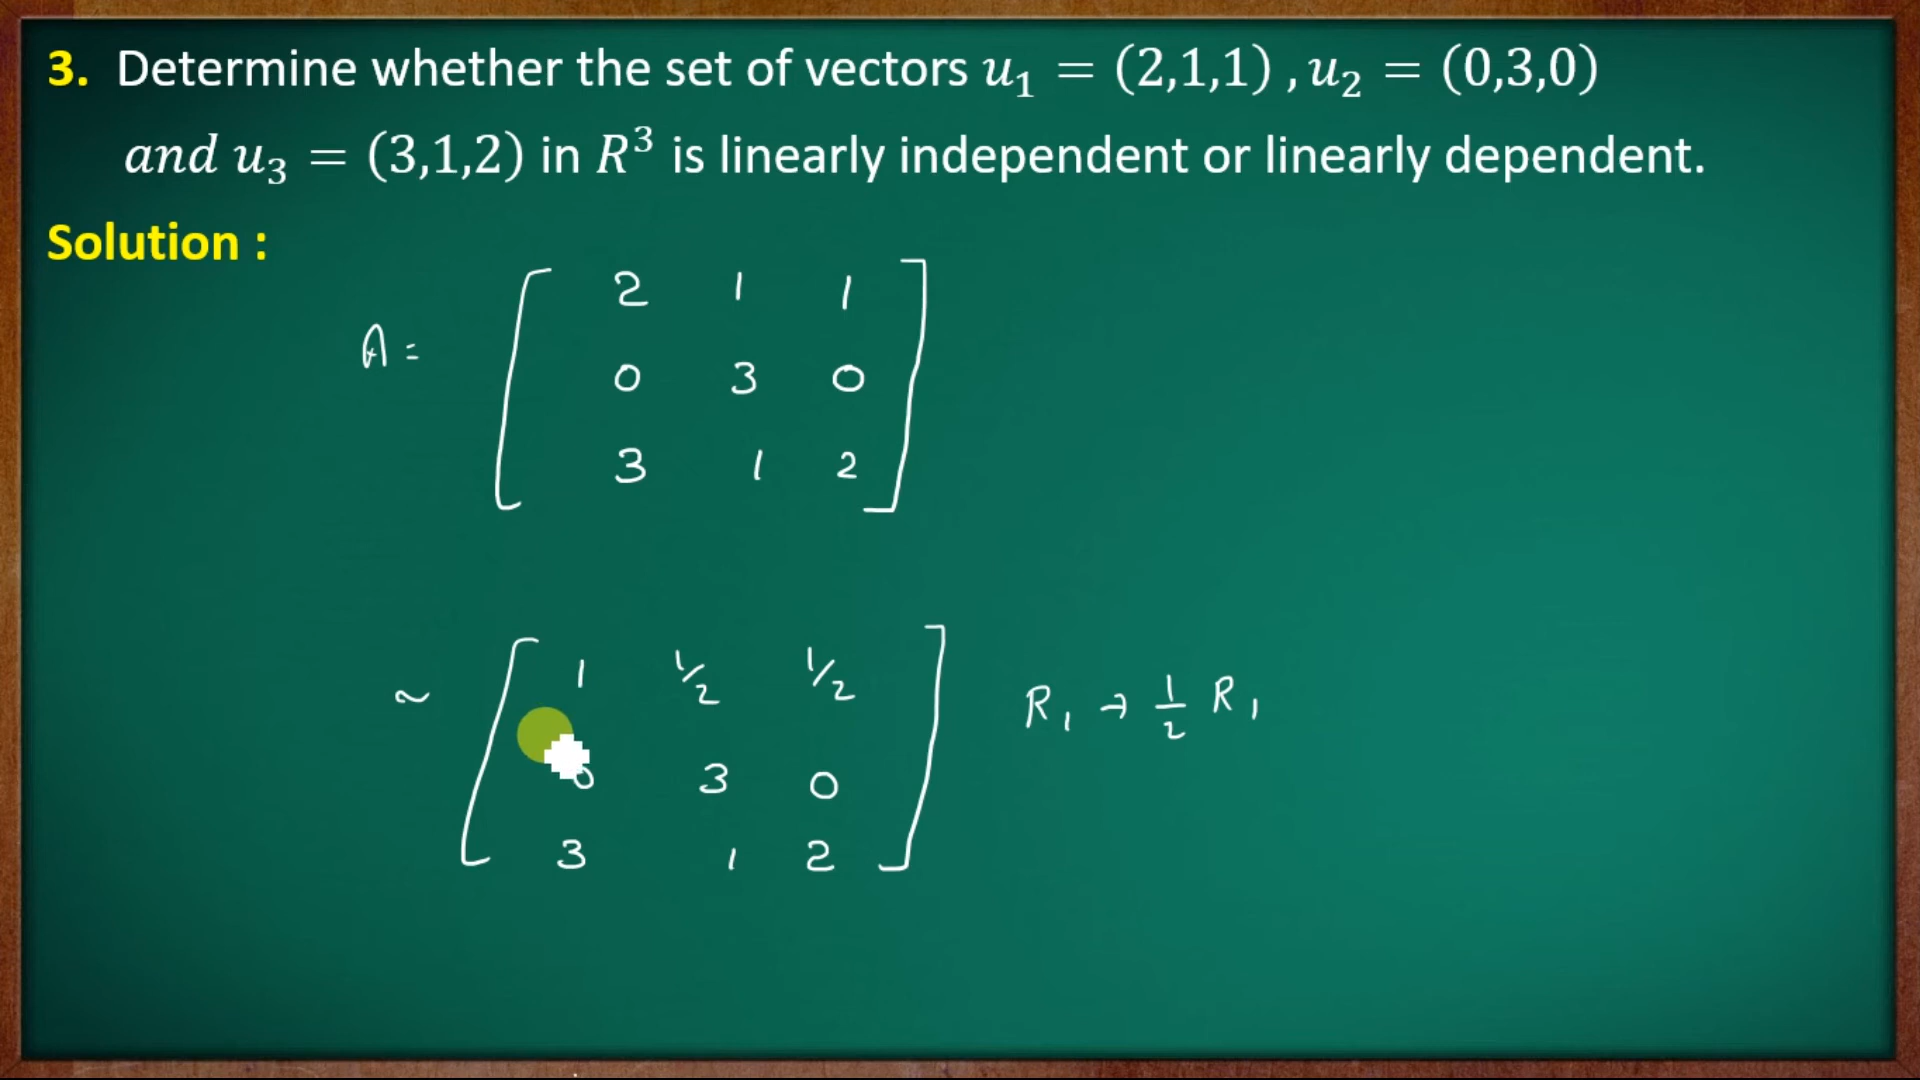 3. Determine whether the set of vectors u₁ = (2,1,1) , u₂ = (0,3,0)
and u₃ = (3,1,2) in R³ is linearly independent or linearly dependent.
Solution :
A =
2 1 1
0 3 0
3 1 2
~
1 1/2 1/2
0 3 0
3 1 2
R₁ → 1/2 R₁